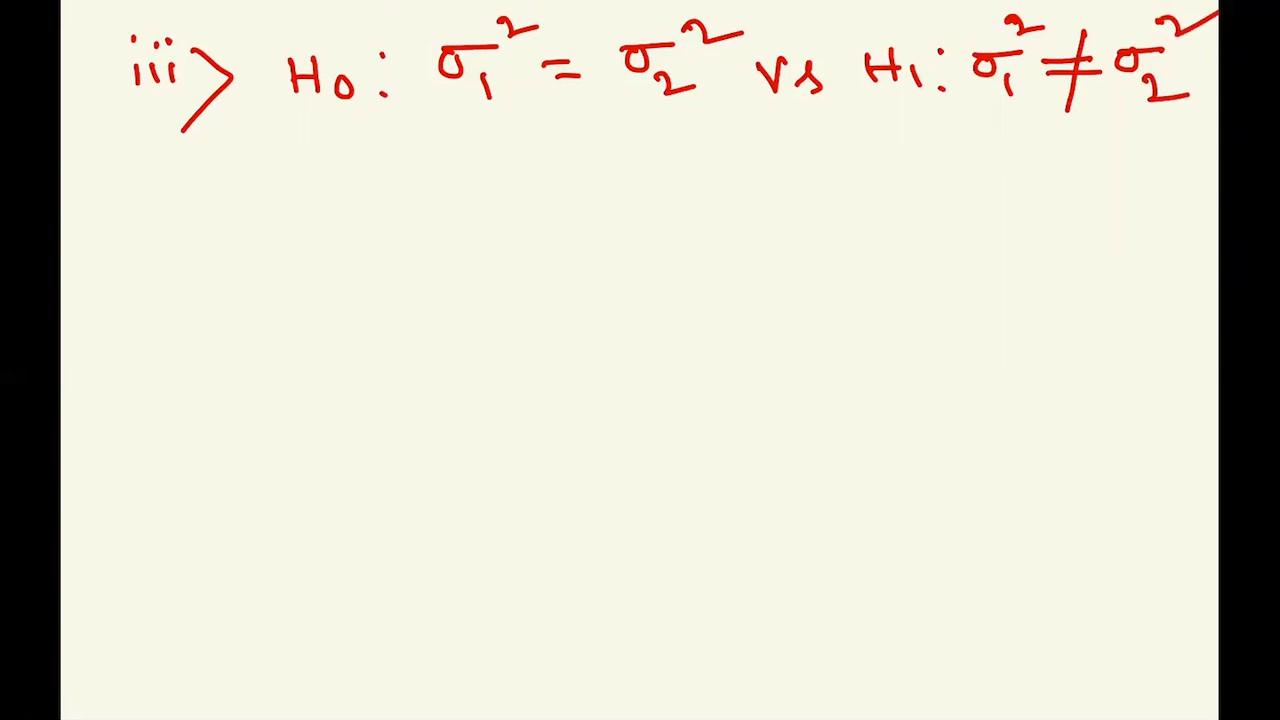 iii> H₀: σ₁² = σ₂² vs H₁: σ₁² ≠ σ₂²